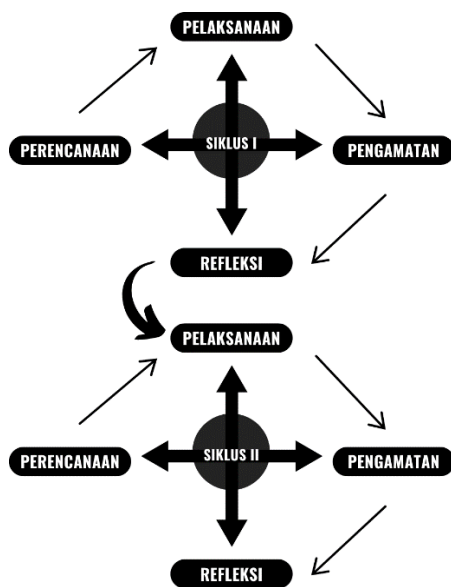 PELAKSANAAN
PERENCANAAN
SIKLUS I
PENGAMATAN
REFLEKSI
PELAKSANAAN
PERENCANAAN
SIKLUS II
PENGAMATAN
REFLEKSI